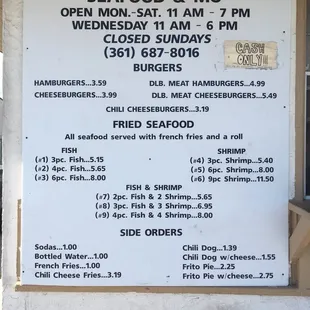 SEAFOOD & MO
OPEN MON.-SAT. 11 AM - 7 PM
WEDNESDAY 11 AM - 6 PM
CLOSED SUNDAYS
(361) 687-8016
CASH
ONLY!!
BURGERS
HAMBURGERS...3.59
DLB. MEAT HAMBURGERS...4.99
CHEESEBURGERS...3.99
DLB. MEAT CHEESEBURGERS...5.49
CHILI CHEESEBURGERS...3.19
FRIED SEAFOOD
All seafood served with french fries and a roll
FISH
(#1) 3pc. Fish...5.15
(#2) 4pc. Fish...5.65
(#3) 6pc. Fish...8.00
SHRIMP
(#4) 3pc. Shrimp...5.40
(#5) 6pc. Shrimp...8.00
(#6) 9pc Shrimp...11.50
FISH & SHRIMP
(#7) 2pc. Fish & 2 Shrimp...5.65
(#8) 3pc. Fish & 3 Shrimp...6.95
(#9) 4pc. Fish & 4 Shrimp...8.00
SIDE ORDERS
Sodas...1.00
Bottled Water...1.00
French Fries...1.00
Chili Cheese Fries...3.19
Chili Dog...1.39
Chili Dog w/cheese...1.55
Frito Pie...2.25
Frito Pie w/cheese...2.75